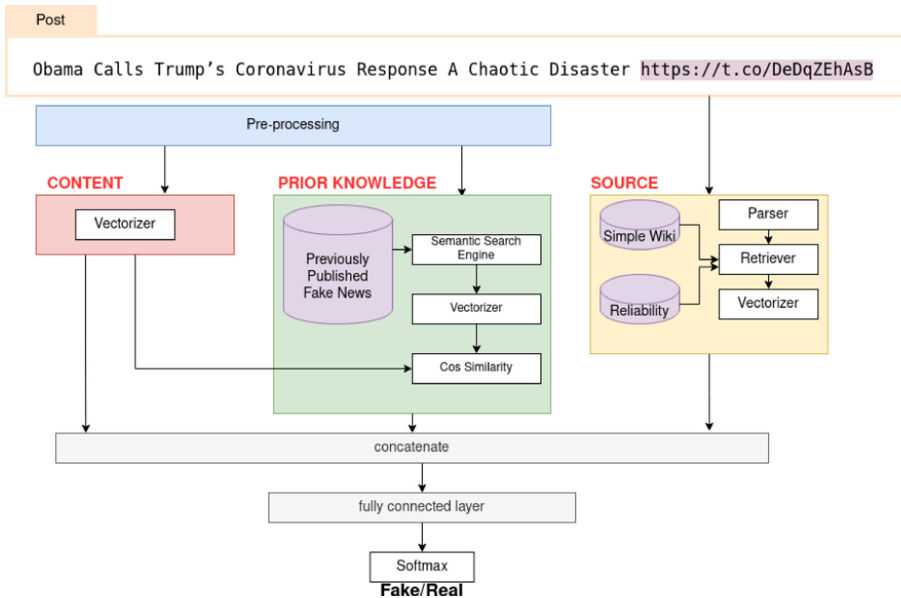 Post
Obama Calls Trump’s Coronavirus Response A Chaotic Disaster https://t.co/DeDqZEhAsB
Pre-processing
CONTENT
Vectorizer
PRIOR KNOWLEDGE
Previously
Published
Fake News
Semantic Search
Engine
Vectorizer
Cos Similarity
SOURCE
Simple Wiki
Reliability
Parser
Retriever
Vectorizer
concatenate
fully connected layer
Softmax
Fake/Real